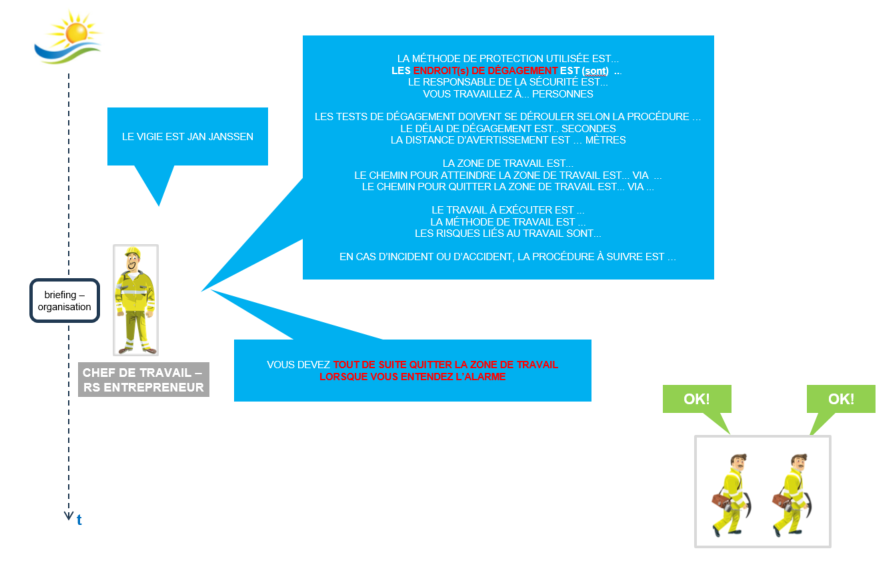 LA MÉTHODE DE PROTECTION UTILISÉE EST...
LES ENDROIT(s) DE DÉGAGEMENT EST (sont) ...
LE RESPONSABLE DE LA SÉCURITÉ EST...
VOUS TRAVAILLEZ À... PERSONNES
LES TESTS DE DÉGAGEMENT DOIVENT SE DÉROULER SELON LA PROCÉDURE ...
LE DÉLAI DE DÉGAGEMENT EST.. SECONDES
LA DISTANCE D'AVERTISSEMENT EST ... MÈTRES
LA ZONE DE TRAVAIL EST...
LE CHEMIN POUR ATTEINDRE LA ZONE DE TRAVAIL EST... VIA ...
LE CHEMIN POUR QUITTER LA ZONE DE TRAVAIL EST... VIA ...
LE TRAVAIL À EXÉCUTER EST ...
LA MÉTHODE DE TRAVAIL EST ...
LES RISQUES LIÉS AU TRAVAIL SONT...
EN CAS D'INCIDENT OU D'ACCIDENT, LA PROCÉDURE À SUIVRE EST ...
LE VIGIE EST JAN JANSSEN
briefing –
organisation
CHEF DE TRAVAIL –
RS ENTREPRENEUR
VOUS DEVEZ TOUT DE SUITE QUITTER LA ZONE DE TRAVAIL
LORSQUE VOUS ENTENDEZ L'ALARME
OK!
OK!
t